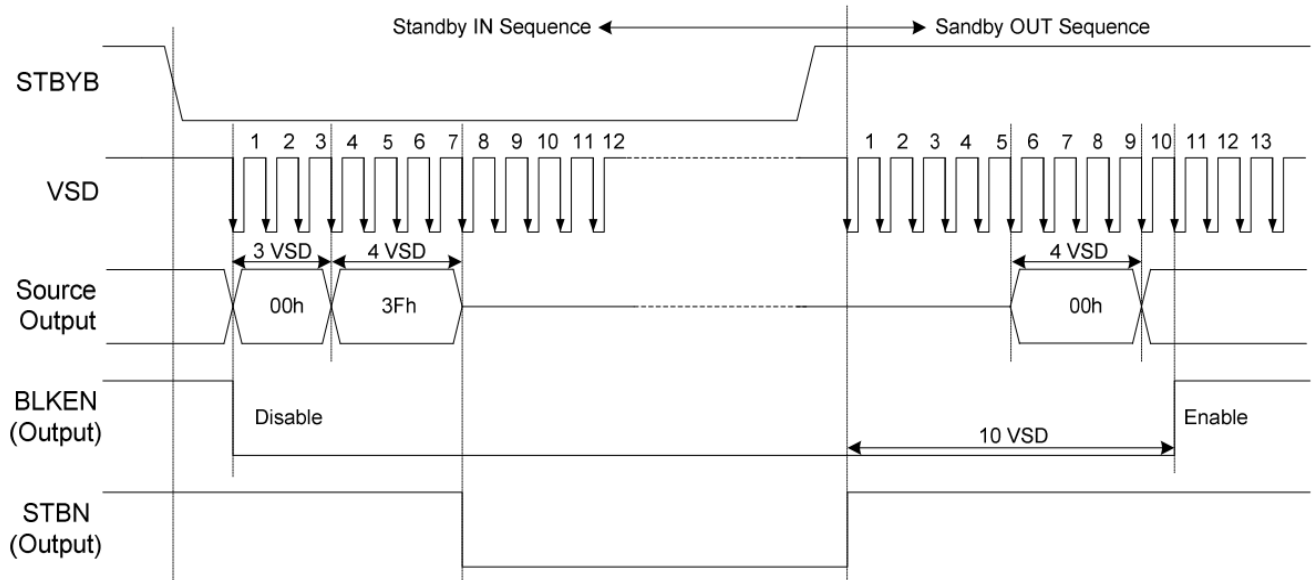 Standby IN Sequence Sandby OUT Sequence
STBYB
1 2 3 4 5 6 7 8 9 10 11 12 1 2 3 4 5 6 7 8 9 10 11 12 13
VSD
3 VSD 4 VSD 4 VSD
Source
Output
00h 3Fh 00h
BLKEN
(Output)
Disable Enable
10 VSD
STBN
(Output)